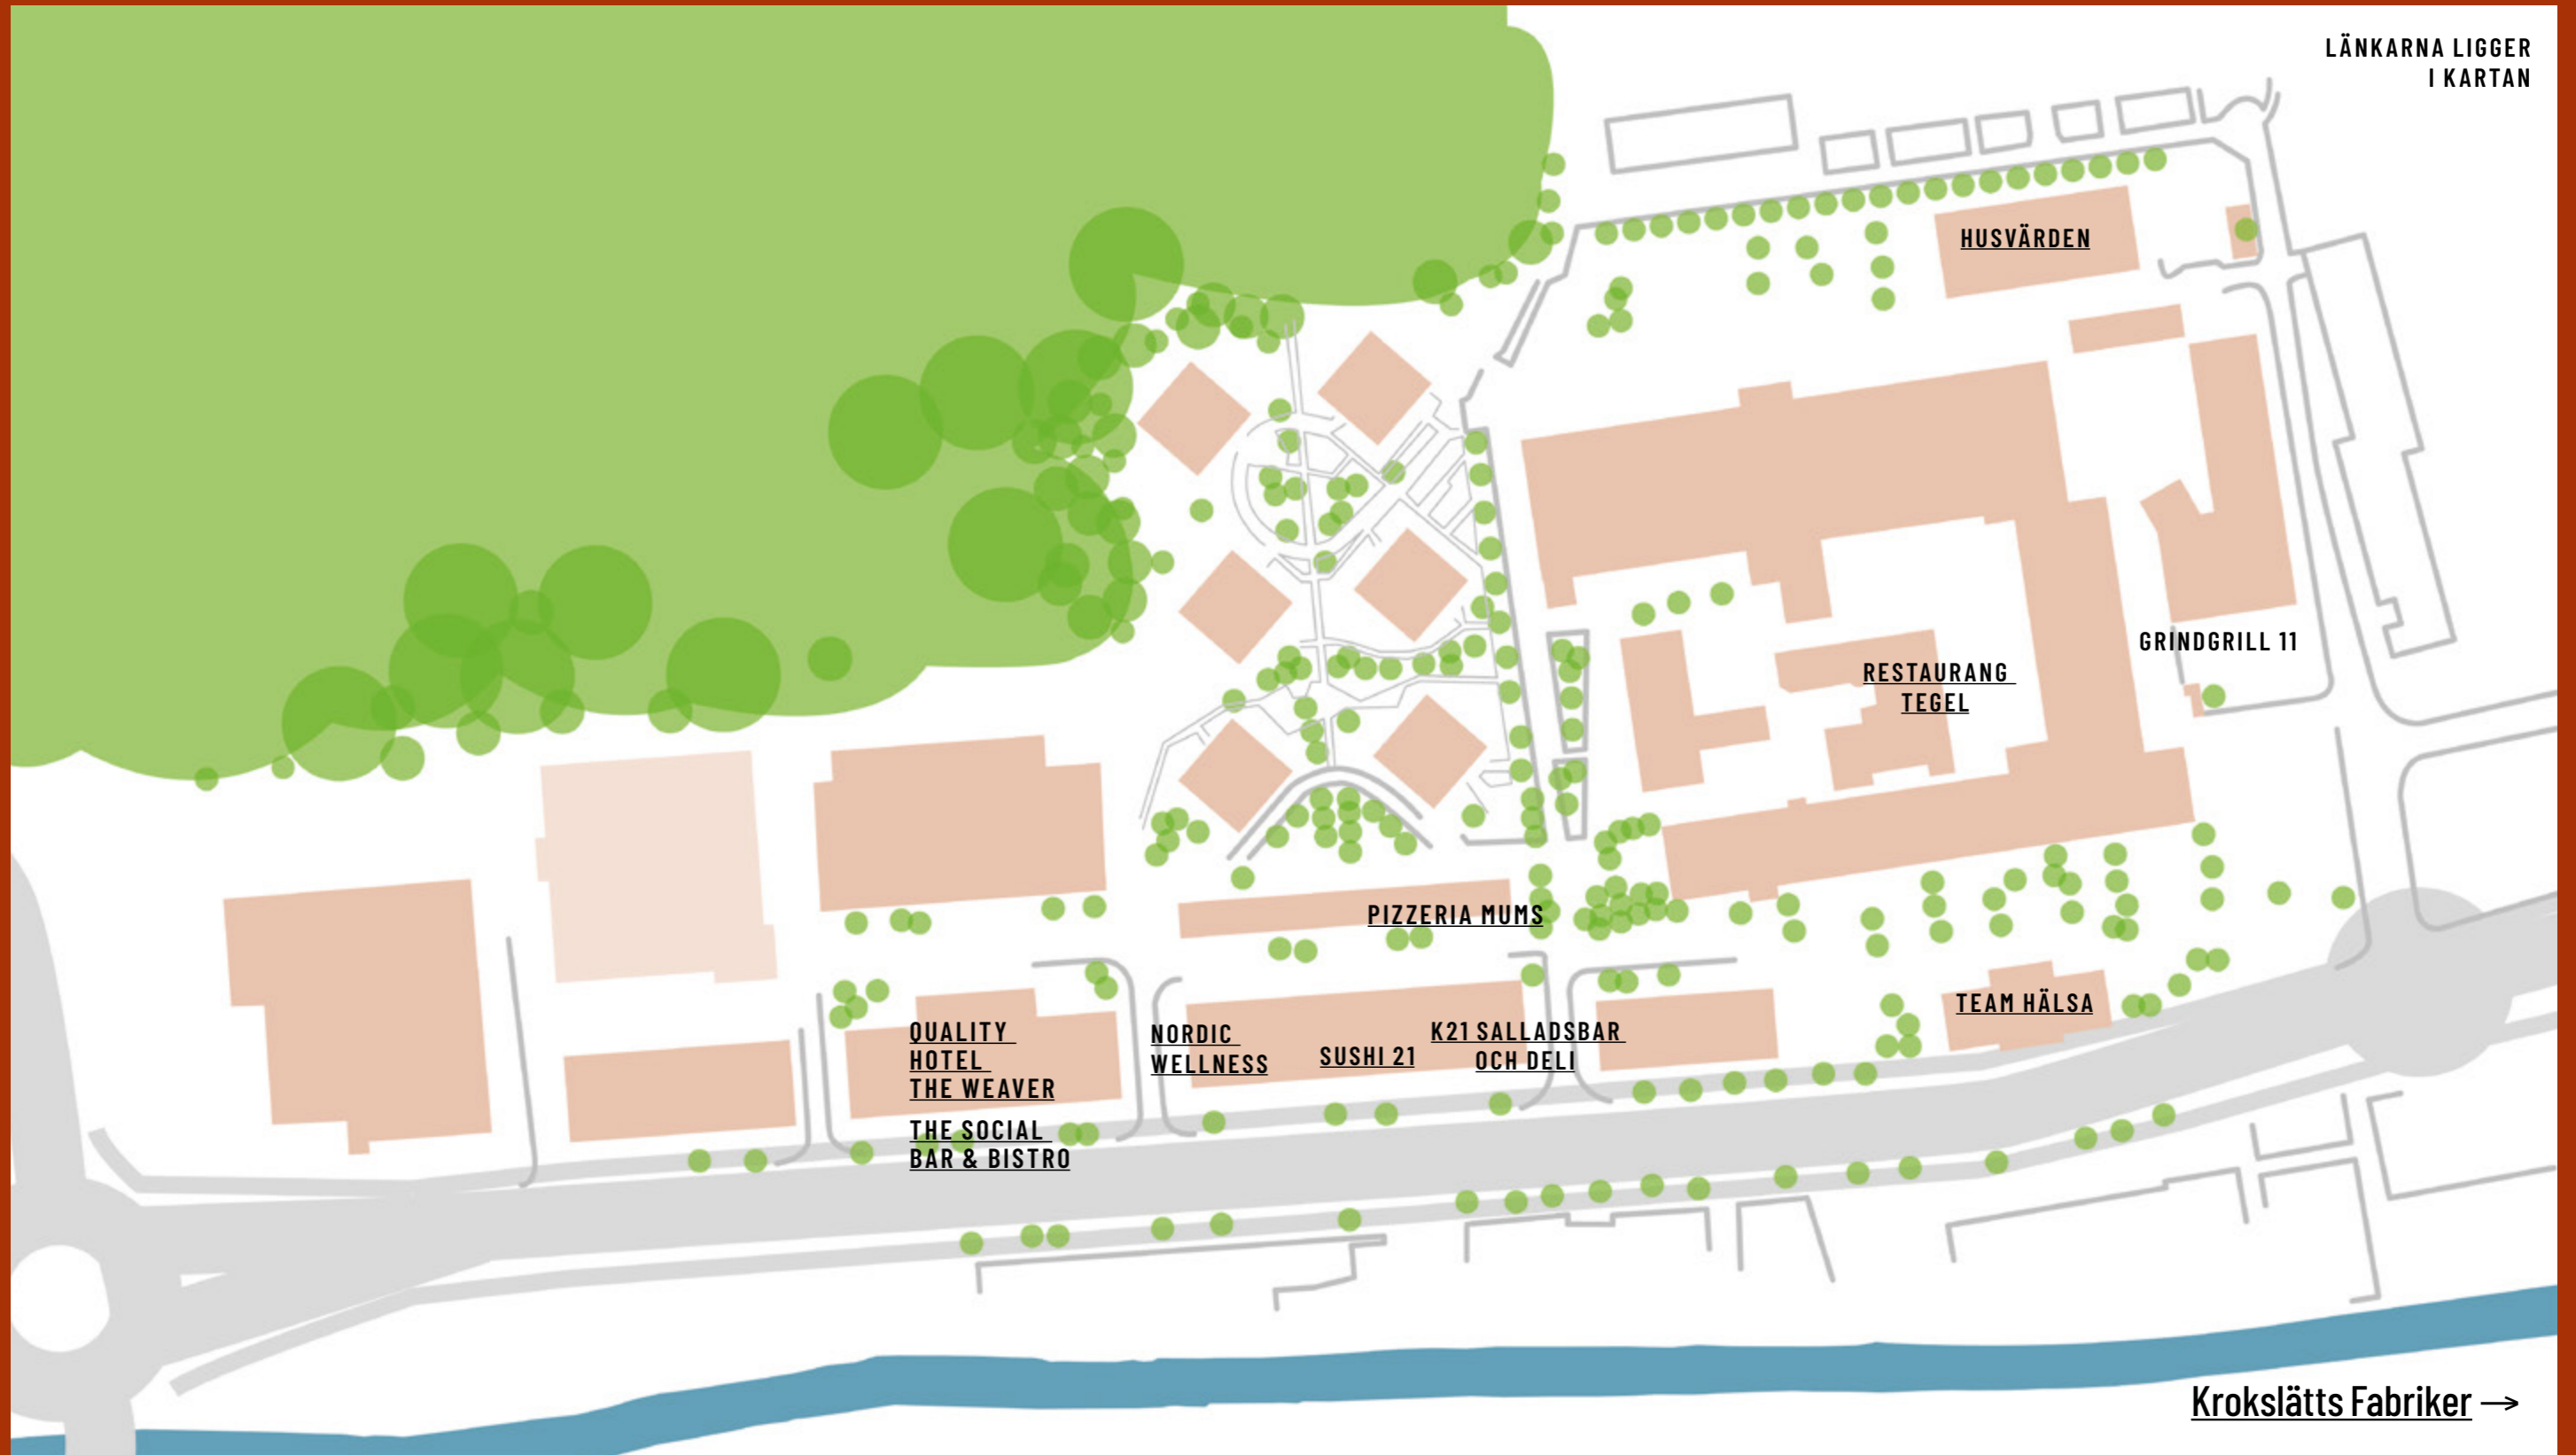 LÄNKARNA LIGGER
I KARTAN
HUSVÄRDEN
GRINDGRILL 11
RESTAURANG
TEGEL
PIZZERIA MUMS
TEAM HÄLSA
QUALITY
HOTEL
THE WEAVER
THE SOCIAL
BAR & BISTRO
NORDIC
WELLNESS
SUSHI 21
K21 SALLADSBAR
OCH DELI
Krokslätts Fabriker →